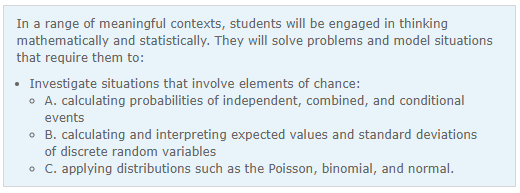 In a range of meaningful contexts, students will be engaged in thinking
mathematically and statistically. They will solve problems and model situations
that require them to:
• Investigate situations that involve elements of chance:
○ A. calculating probabilities of independent, combined, and conditional
events
○ B. calculating and interpreting expected values and standard deviations
of discrete random variables
○ C. applying distributions such as the Poisson, binomial, and normal.